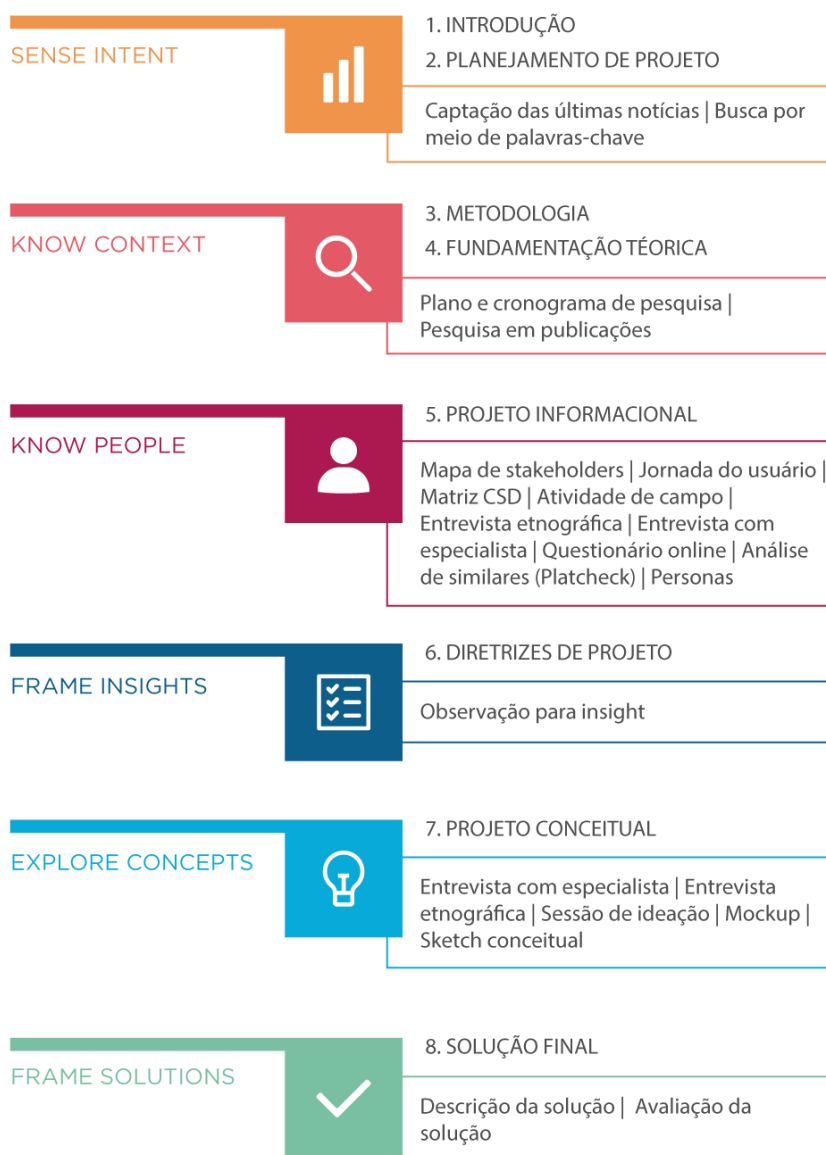 SENSE INTENT
1. INTRODUÇÃO
2. PLANEJAMENTO DE PROJETO
Captação das últimas notícias | Busca por
meio de palavras-chave
KNOW CONTEXT
3. METODOLOGIA
4. FUNDAMENTAÇÃO TÉORICA
Plano e cronograma de pesquisa |
Pesquisa em publicações
KNOW PEOPLE
5. PROJETO INFORMACIONAL
Mapa de stakeholders | Jornada do usuário |
Matriz CSD | Atividade de campo |
Entrevista etnográfica | Entrevista com
especialista | Questionário online | Análise
de similares (Platcheck) | Personas
FRAME INSIGHTS
6. DIRETRIZES DE PROJETO
Observação para insight
EXPLORE CONCEPTS
7. PROJETO CONCEITUAL
Entrevista com especialista | Entrevista
etnográfica | Sessão de ideação | Mockup |
Sketch conceitual
FRAME SOLUTIONS
8. SOLUÇÃO FINAL
Descrição da solução | Avaliação da
solução